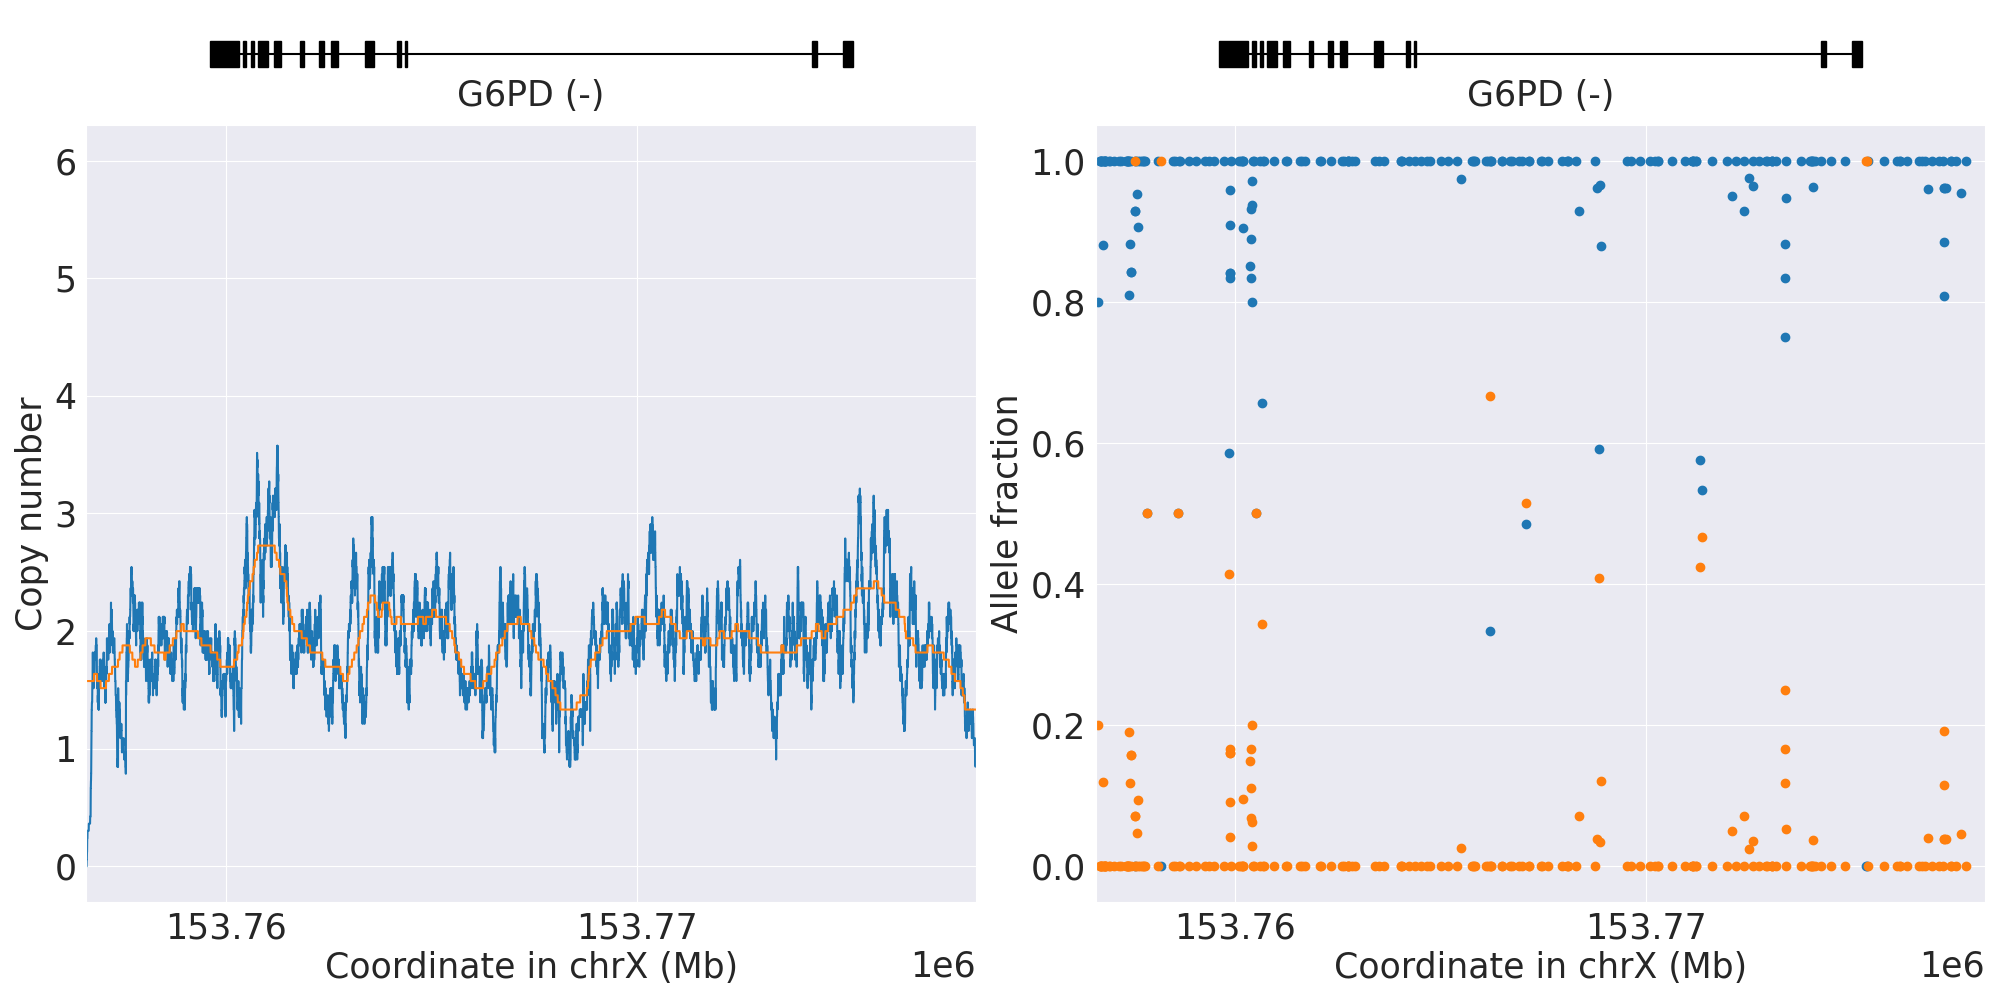 G6PD (-)
6
5
4
3
2
1
0
Copy number
153.76
153.77
Coordinate in chrX (Mb)
1e6
G6PD (-)
1.0
0.8
0.6
0.4
0.2
0.0
Allele fraction
153.76
153.77
Coordinate in chrX (Mb)
1e6